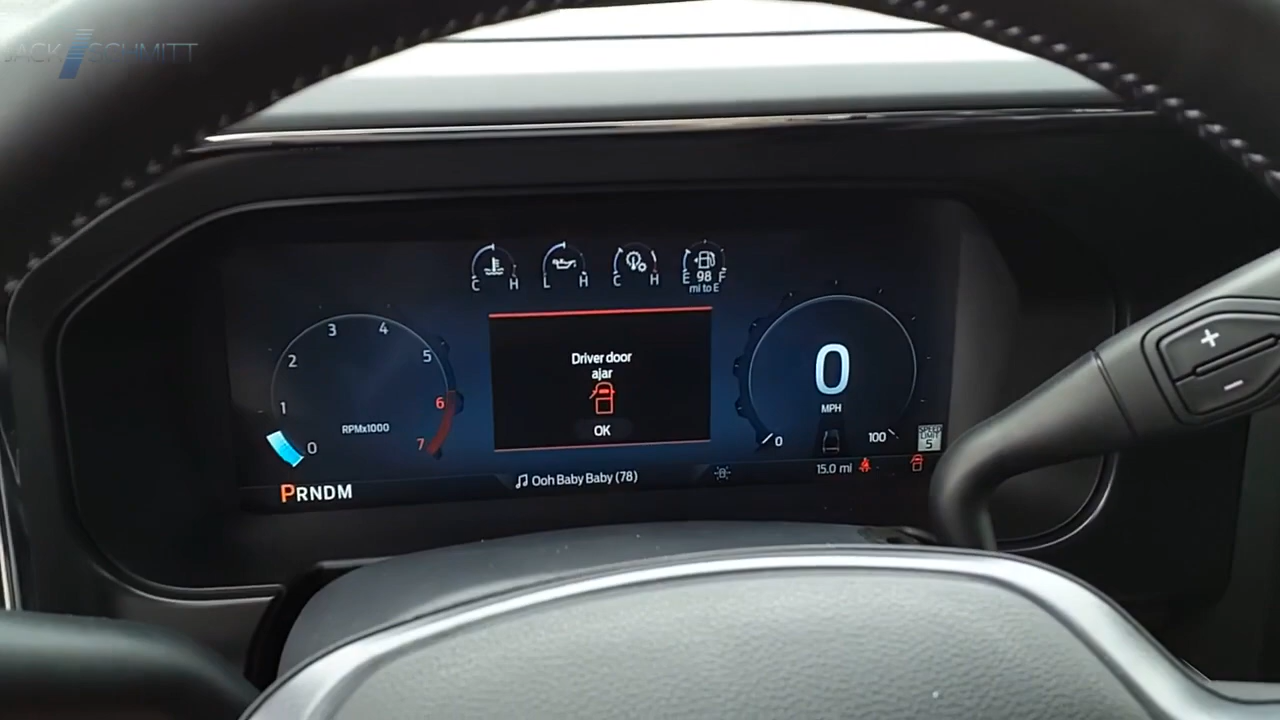 JACK SCHMITT
C H
L H
C H
E 98 F
mi to E
0 1 2 3 4 5 6 7
RPMx1000
Driver door
ajar
OK
0
MPH
0 100
SPEED
LIMIT
5
Ooh Baby Baby (78)
15.0 mi
PRNDM
+
-